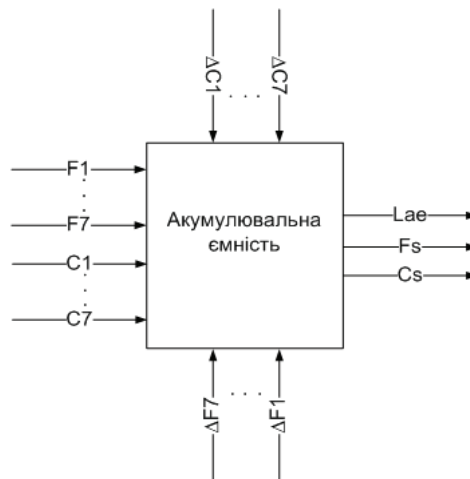 ΔC1
. . .
ΔC7
F1
. . .
F7
C1
. . .
C7
Акумулювальна
ємність
Lae
Fs
Cs
ΔF7
. . .
ΔF1